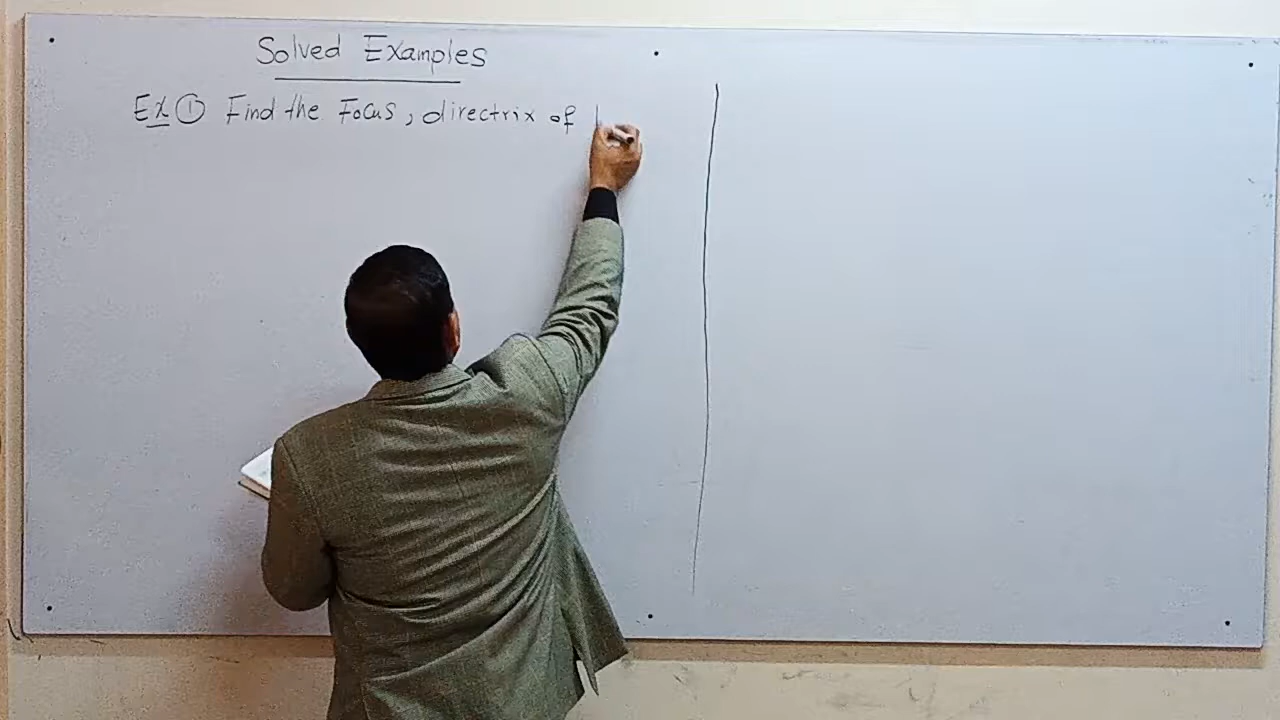 Solved Examples
Ex ① Find the Focus, directrix of